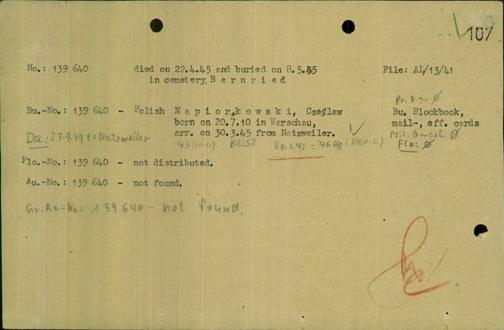 107
No.: 139 640 died on 22.4.45 and buried on 8.5.45 File: AI/13/41
in cemetery, Bernried
Bu.-No.: 139 640 - Polish Napiorkowski, Czeslaw Bu. Blockbook,
born on 20.7.10 in Warschau, mail-, eff. cards
Da: 27.9.44 Natzweiler arr. on 30.3.45 from Natzweiler.
Flo.-No.: 139 640 - not distributed.
Au.-No.: 139 640 - not found.
Gr.Ro-No.: 139640 - not found.